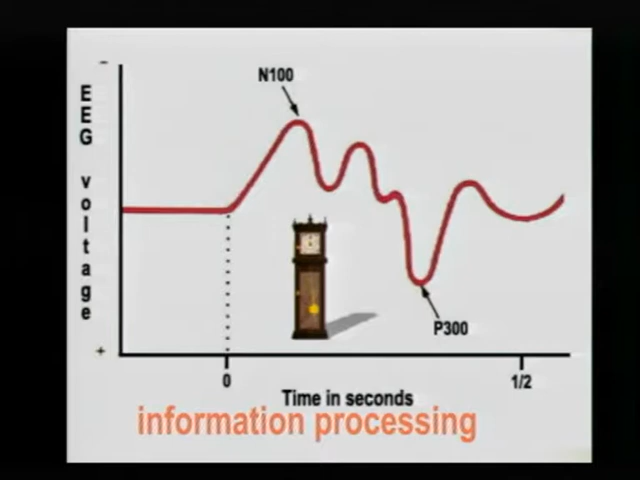 −
EEG voltage
N100
P300
+
0
1/2
Time in seconds
information processing